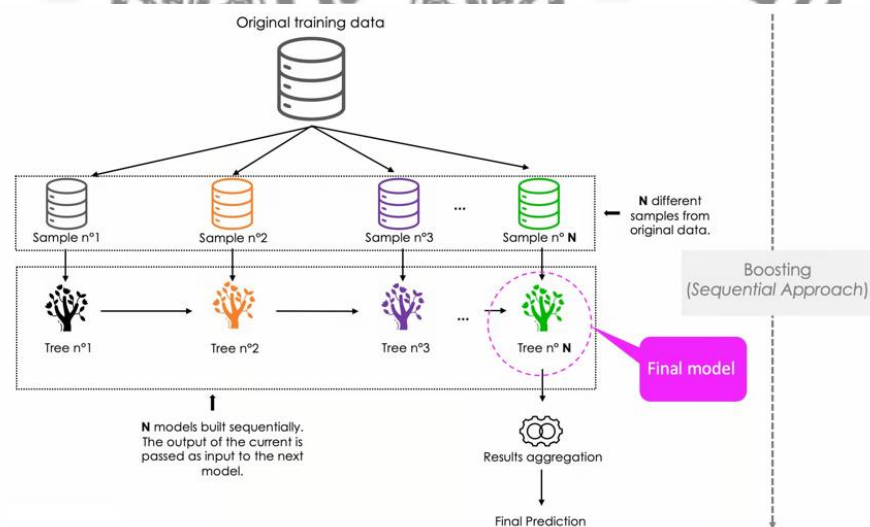 Original training data
Sample n°1
Sample n°2
Sample n°3
...
Sample n° N
N different
samples from
original data.
Boosting
(Sequential Approach)
Tree n°1
Tree n°2
Tree n°3
...
Tree n° N
Final model
N models built sequentially.
The output of the current is
passed as input to the next
model.
Results aggregation
Final Prediction